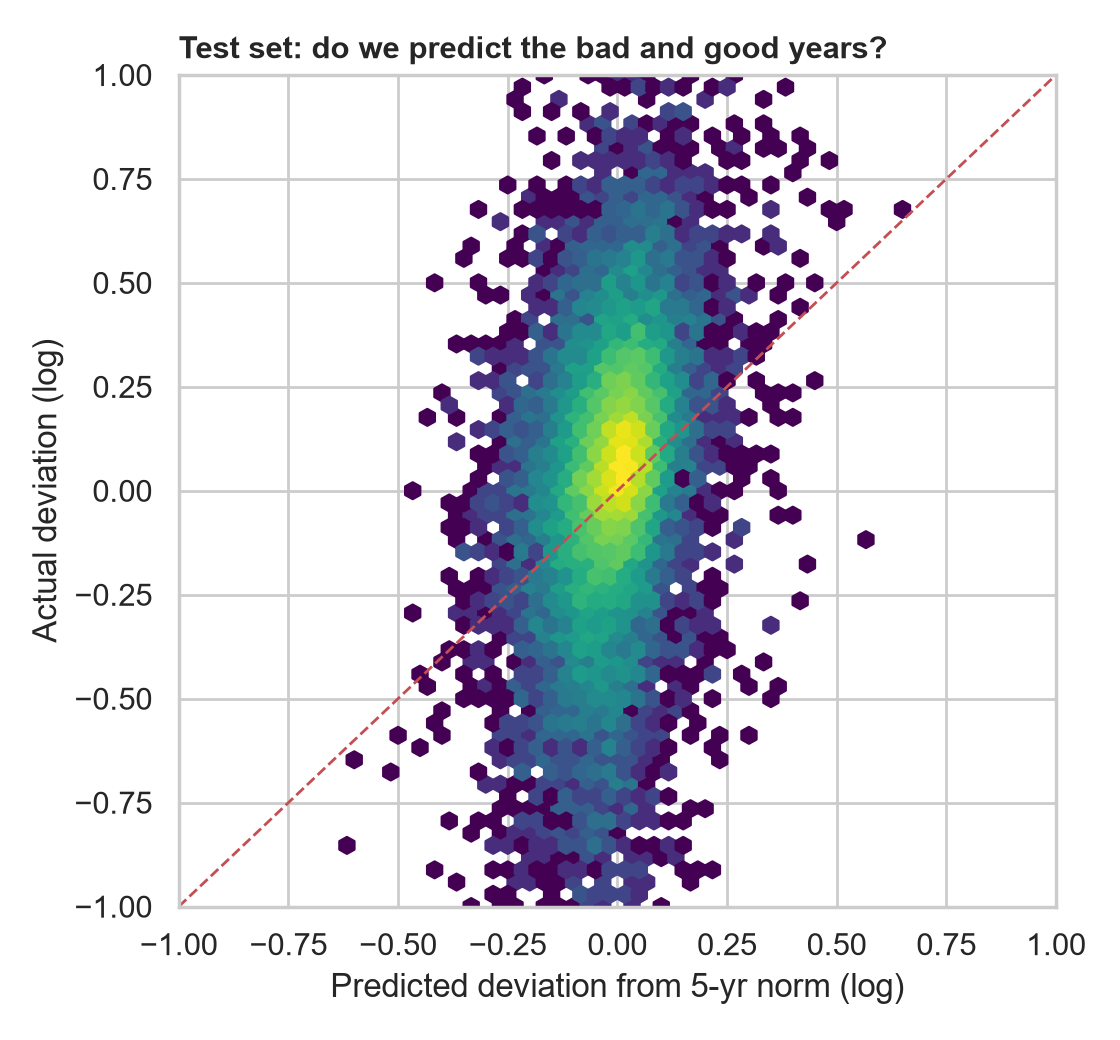 Test set: do we predict the bad and good years?
1.00
0.75
0.50
0.25
0.00
−0.25
−0.50
−0.75
−1.00
Actual deviation (log)
−1.00 −0.75 −0.50 −0.25 0.00 0.25 0.50 0.75 1.00
Predicted deviation from 5-yr norm (log)